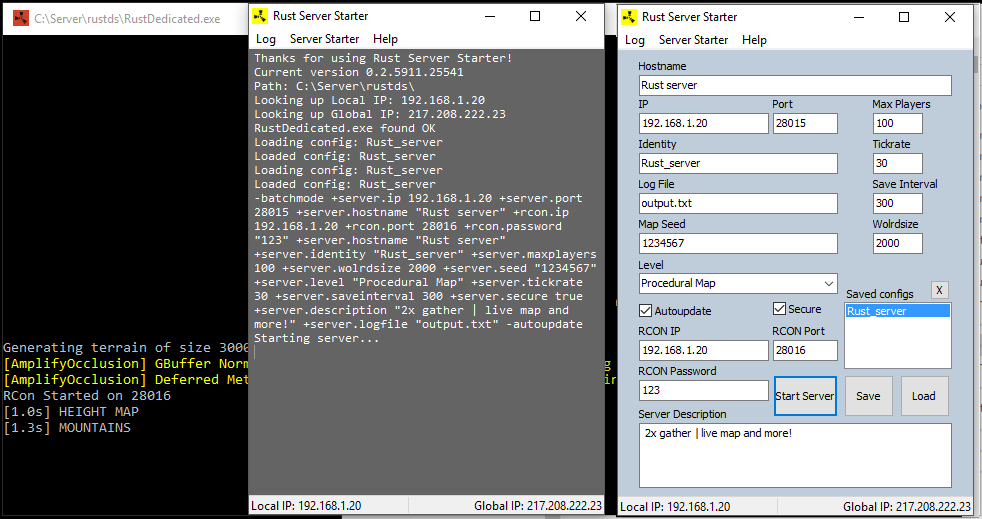 C:\Server\rustds\RustDedicated.exe
Generating terrain of size 3000
[AmplifyOcclusion] GBuffer Norm
[AmplifyOcclusion] Deferred Met
RCon Started on 28016
[1.0s] HEIGHT MAP
[1.3s] MOUNTAINS
Rust Server Starter
Log Server Starter Help
Thanks for using Rust Server Starter!
Current version 0.2.5911.25541
Path: C:\Server\rustds\
Looking up Local IP: 192.168.1.20
Looking up Global IP: 217.208.222.23
RustDedicated.exe found OK
Loading config: Rust_server
Loaded config: Rust_server
Loading config: Rust_server
Loaded config: Rust_server
-batchmode +server.ip 192.168.1.20 +server.port
28015 +server.hostname "Rust server" +rcon.ip
192.168.1.20 +rcon.port 28016 +rcon.password
"123" +server.hostname "Rust server"
+server.identity "Rust_server" +server.maxplayers
100 +server.wolrdsize 2000 +server.seed "1234567"
+server.level "Procedural Map" +server.tickrate
30 +server.saveinterval 300 +server.secure true
+server.description "2x gather | live map and
more!" +server.logfile "output.txt" -autoupdate
Starting server...
Local IP: 192.168.1.20 Global IP: 217.208.222.23
Rust Server Starter
Log Server Starter Help
Hostname
Rust server
IP Port Max Players
192.168.1.20 28015 100
Identity Tickrate
Rust_server 30
Log File Save Interval
output.txt 300
Map Seed Wolrdsize
1234567 2000
Level
Procedural Map
Saved configs X
Autoupdate Secure Rust_server
RCON IP RCON Port
192.168.1.20 28016
RCON Password
123 Start Server Save Load
Server Description
2x gather | live map and more!
Local IP: 192.168.1.20 Global IP: 217.208.222.23